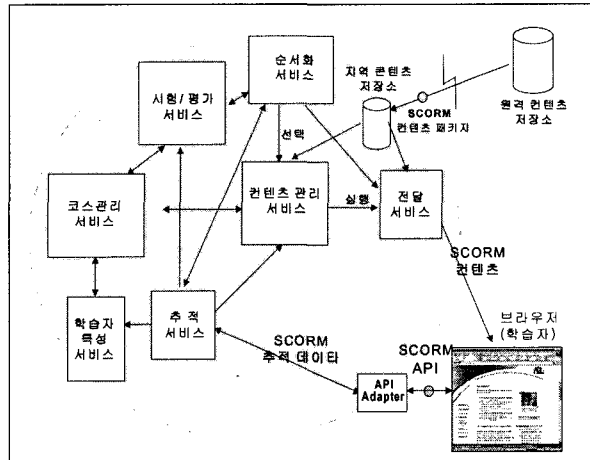 순서화
서비스
시험/평가
서비스
지역 콘텐츠
저장소
원격 컨텐츠
저장소
SCORM
컨텐츠 패키지
선택
코스관리
서비스
컨텐츠 관리
서비스
실행
전달
서비스
SCORM
컨텐츠
학습자
특성
서비스
추적
서비스
SCORM
추적 데이타
브라우저
(학습자)
SCORM
API
API
Adapter